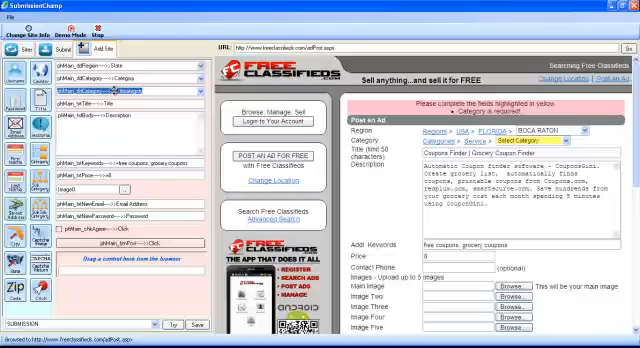 SubmissionChamp
File
Change Site Info
Demo Mode
Stop
Sites
Submit
Add Site
URL: http://www.freeclassifieds.com/adPost.aspx
Go
phMain_ddRegion---->State
phMain_ddCategory---->Category
phMain_txtTitle---->Title
phMain_txtBody---->Description
phMain_txtKeywords---->free coupons, grocery coupons
phMain_txtPrice---->8
Image0
..
phMain_txtNewEmail---->Email Address
phMain_txtNewPassword---->Password
phMain_chkAgree---->Click
phMain_btnPost---->Click
Drag a control here from the browser
Username
Country
Password
Title
Email Address
Description
Category
Sub Category
City
Captcha Image
State
Captcha Return
Zip Code
Click
SUBMISSION
Try
Save
Browsed to http://www.freeclassifieds.com/adPost.aspx
FREE CLASSIFIEDS.COM
Searching Free Classifieds
Sell anything...and sell it for FREE
Change Location | Post an Ad
Browse. Manage. Sell
Login to Your Account
POST AN AD FOR FREE
with Free Classifieds
Change Location
Search Free Classifieds
Advanced Search
FREE CLASSIFIEDS.COM
THE APP THAT DOES IT ALL
• REGISTER
• SEARCH ADS
• POST ADS
• MANAGE
ANDROID
Please complete the fields highlighted in yellow.
• Category is required!
Post an Ad
Region
Regions > USA > FLORIDA >
BOCA RATON
Category
Categories > Service >
Select Category
Title (limit 50 characters)
Coupons Finder | Grocery Coupon Finder
Description
Automatic Coupon finder software - CouponsGini.
Create grocery list, automatically finds
coupons, printable coupons from Coupons.com,
redplum.com, smartsource.com. Save hundreds from
your grocery cost each month spending 5 minutes
using CouponGini.
Addl. Keywords
free coupons, grocery coupons
Price
8
Contact Phone
(optional)
Images - Upload up to 5 images
Main Image
Browse...
This will be your main image
Image Two
Browse...
Image Three
Browse...
Image Four
Browse...
Image Five
Browse...